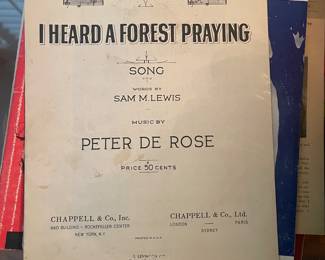 I HEARD A FOREST PRAYING
SONG
WORDS BY
SAM M. LEWIS
MUSIC BY
PETER DE ROSE
PRICE 50 CENTS
CHAPPELL & Co., Inc.
RKO BUILDING - ROCKEFELLER CENTER
NEW YORK, N.Y.
CHAPPELL & Co., Ltd.
LONDON PARIS
SYDNEY